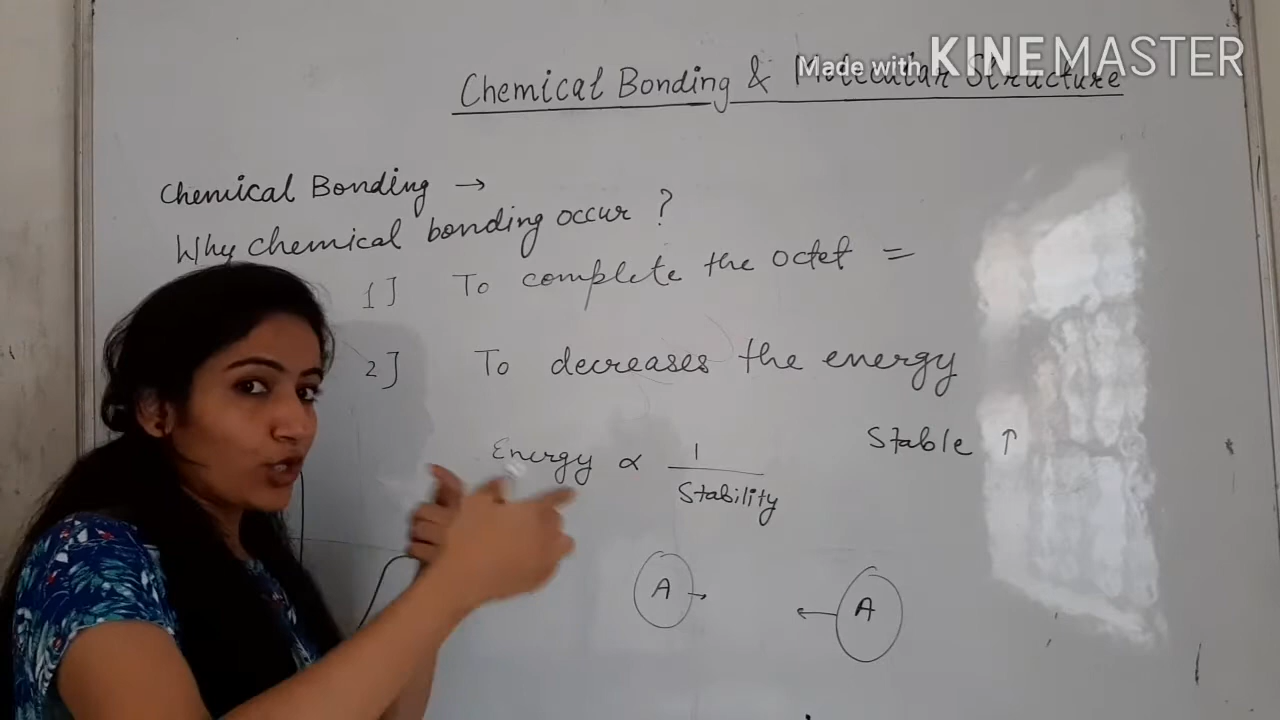 Made with KINEMASTER
Chemical Bonding & Molecular Structure
Chemical Bonding →
Why chemical bonding occur ?
1] To complete the octet =
2] To decreases the energy
Energy ∝ 1 / Stability
Stable ↑
A → ← A